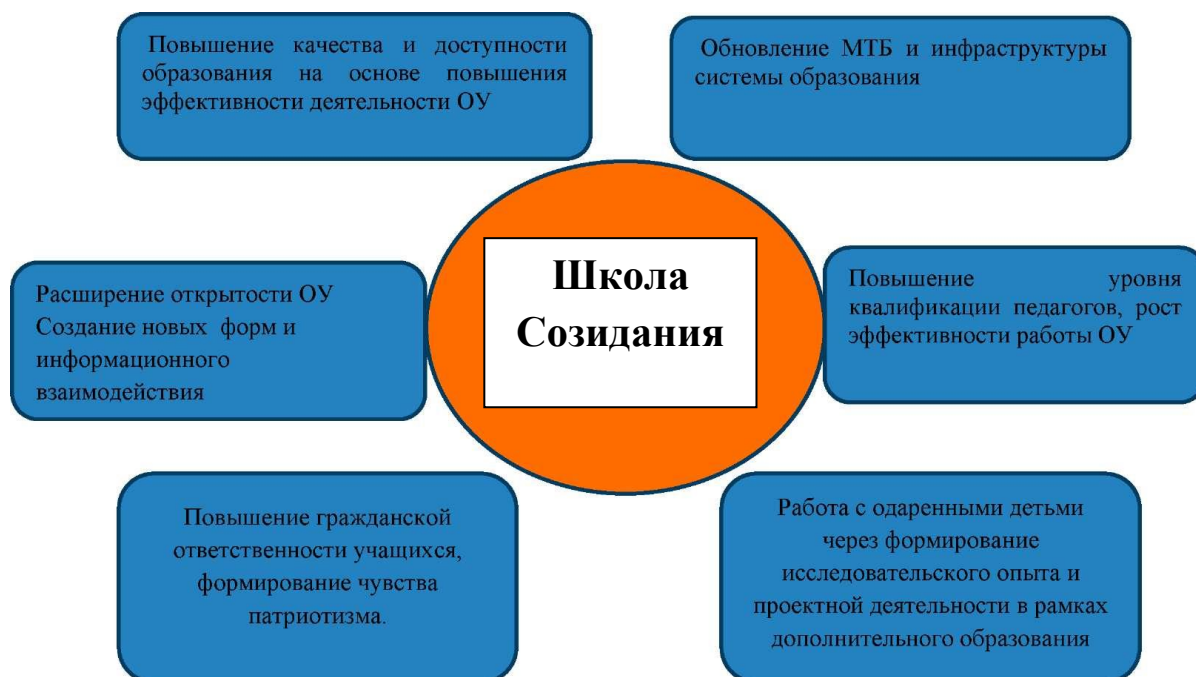 Повышение качества и доступности
образования на основе повышения
эффективности деятельности ОУ
Обновление МТБ и инфраструктуры
системы образования
Школа
Созидания
Расширение открытости ОУ
Создание новых форм и
информационного
взаимодействия
Повышение уровня
квалификации педагогов, рост
эффективности работы ОУ
Повышение гражданской
ответственности учащихся,
формирование чувства
патриотизма.
Работа с одаренными детьми
через формирование
исследовательского опыта и
проектной деятельности в рамках
дополнительного образования